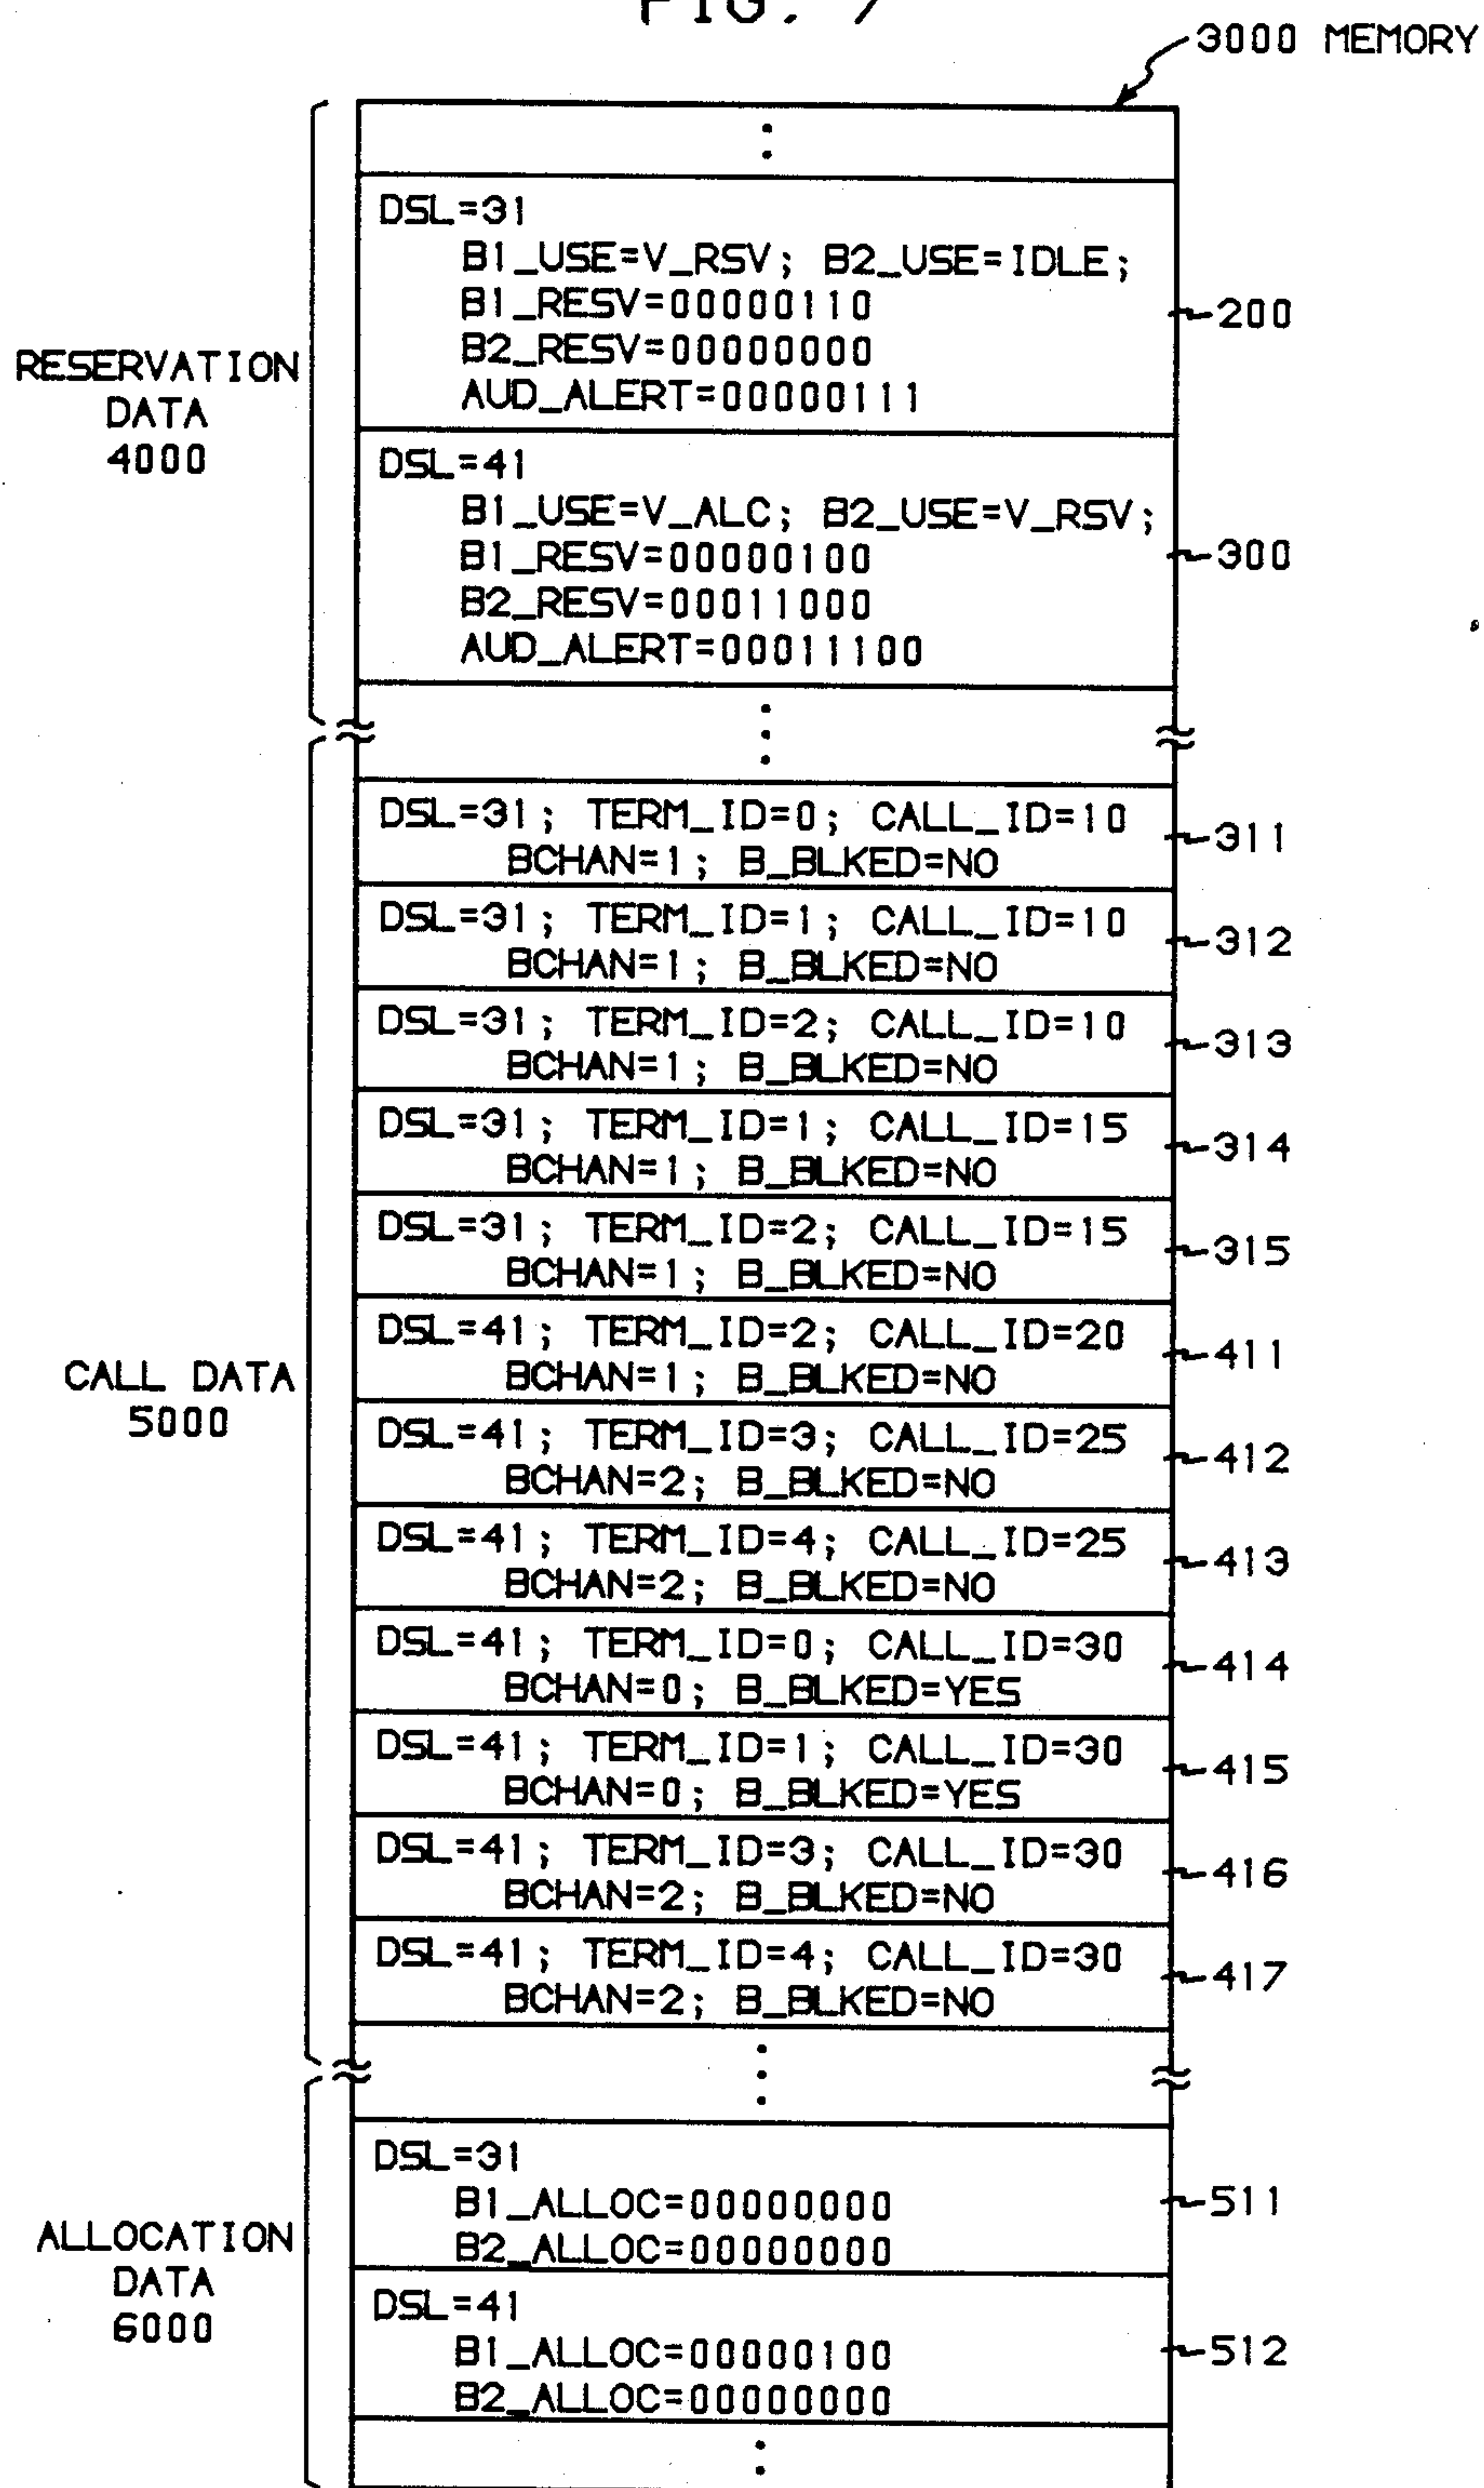 FIG. 7
3000 MEMORY
RESERVATION
DATA
4000
DSL=31
B1_USE=V_RSV; B2_USE=IDLE;
B1_RESV=00000110
B2_RESV=00000000
AUD_ALERT=00000111
200
DSL=41
B1_USE=V_ALC; B2_USE=V_RSV;
B1_RESV=00000100
B2_RESV=00011000
AUD_ALERT=00011100
300
CALL DATA
5000
DSL=31; TERM_ID=0; CALL_ID=10
BCHAN=1; B_BLKED=NO
311
DSL=31; TERM_ID=1; CALL_ID=10
BCHAN=1; B_BLKED=NO
312
DSL=31; TERM_ID=2; CALL_ID=10
BCHAN=1; B_BLKED=NO
313
DSL=31; TERM_ID=1; CALL_ID=15
BCHAN=1; B_BLKED=NO
314
DSL=31; TERM_ID=2; CALL_ID=15
BCHAN=1; B_BLKED=NO
315
DSL=41; TERM_ID=2; CALL_ID=20
BCHAN=1; B_BLKED=NO
411
DSL=41; TERM_ID=3; CALL_ID=25
BCHAN=2; B_BLKED=NO
412
DSL=41; TERM_ID=4; CALL_ID=25
BCHAN=2; B_BLKED=NO
413
DSL=41; TERM_ID=0; CALL_ID=30
BCHAN=0; B_BLKED=YES
414
DSL=41; TERM_ID=1; CALL_ID=30
BCHAN=0; B_BLKED=YES
415
DSL=41; TERM_ID=3; CALL_ID=30
BCHAN=2; B_BLKED=NO
416
DSL=41; TERM_ID=4; CALL_ID=30
BCHAN=2; B_BLKED=NO
417
ALLOCATION
DATA
6000
DSL=31
B1_ALLOC=00000000
B2_ALLOC=00000000
511
DSL=41
B1_ALLOC=00000100
B2_ALLOC=00000000
512